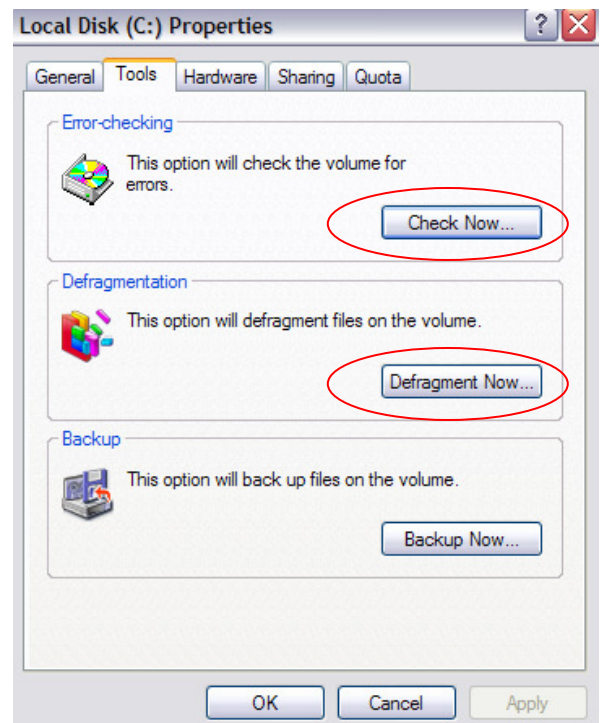 Local Disk (C:) Properties
?
General Tools Hardware Sharing Quota
Error-checking
This option will check the volume for
errors.
Check Now...
Defragmentation
This option will defragment files on the volume.
Defragment Now...
Backup
This option will back up files on the volume.
Backup Now...
OK Cancel Apply